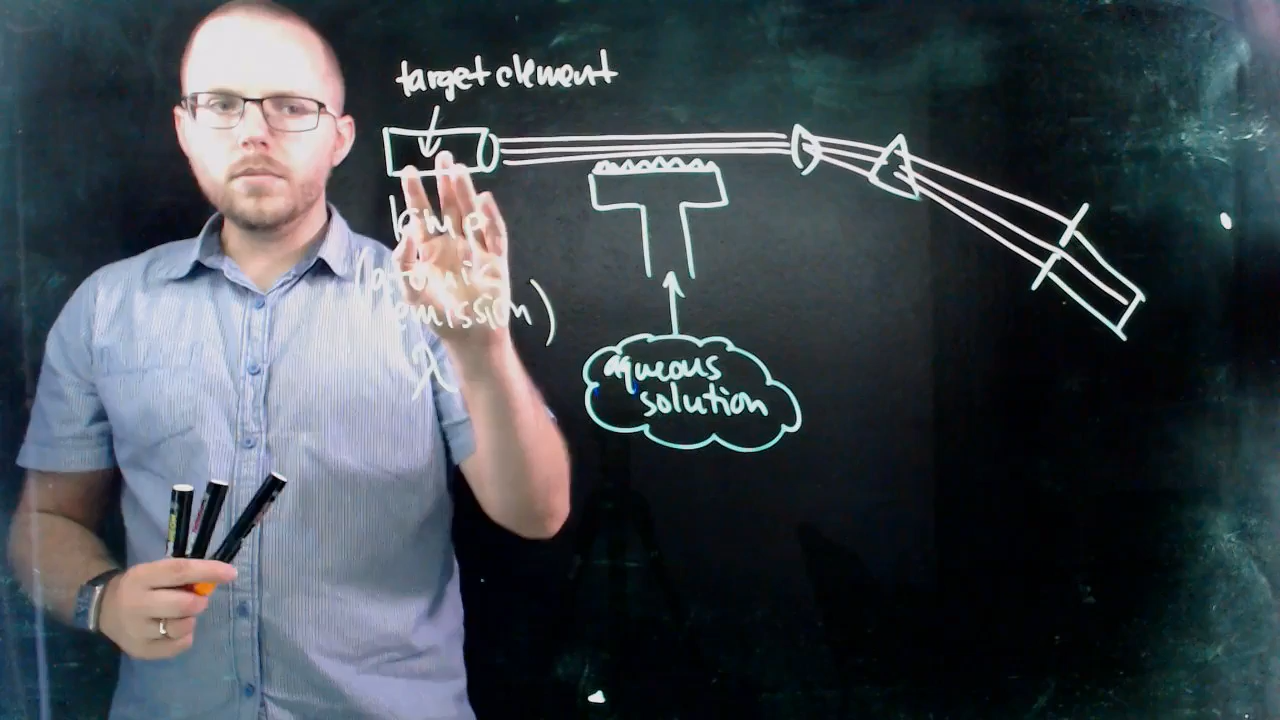 target element
lamp
(atomic
emission)
λ
aqueous
solution